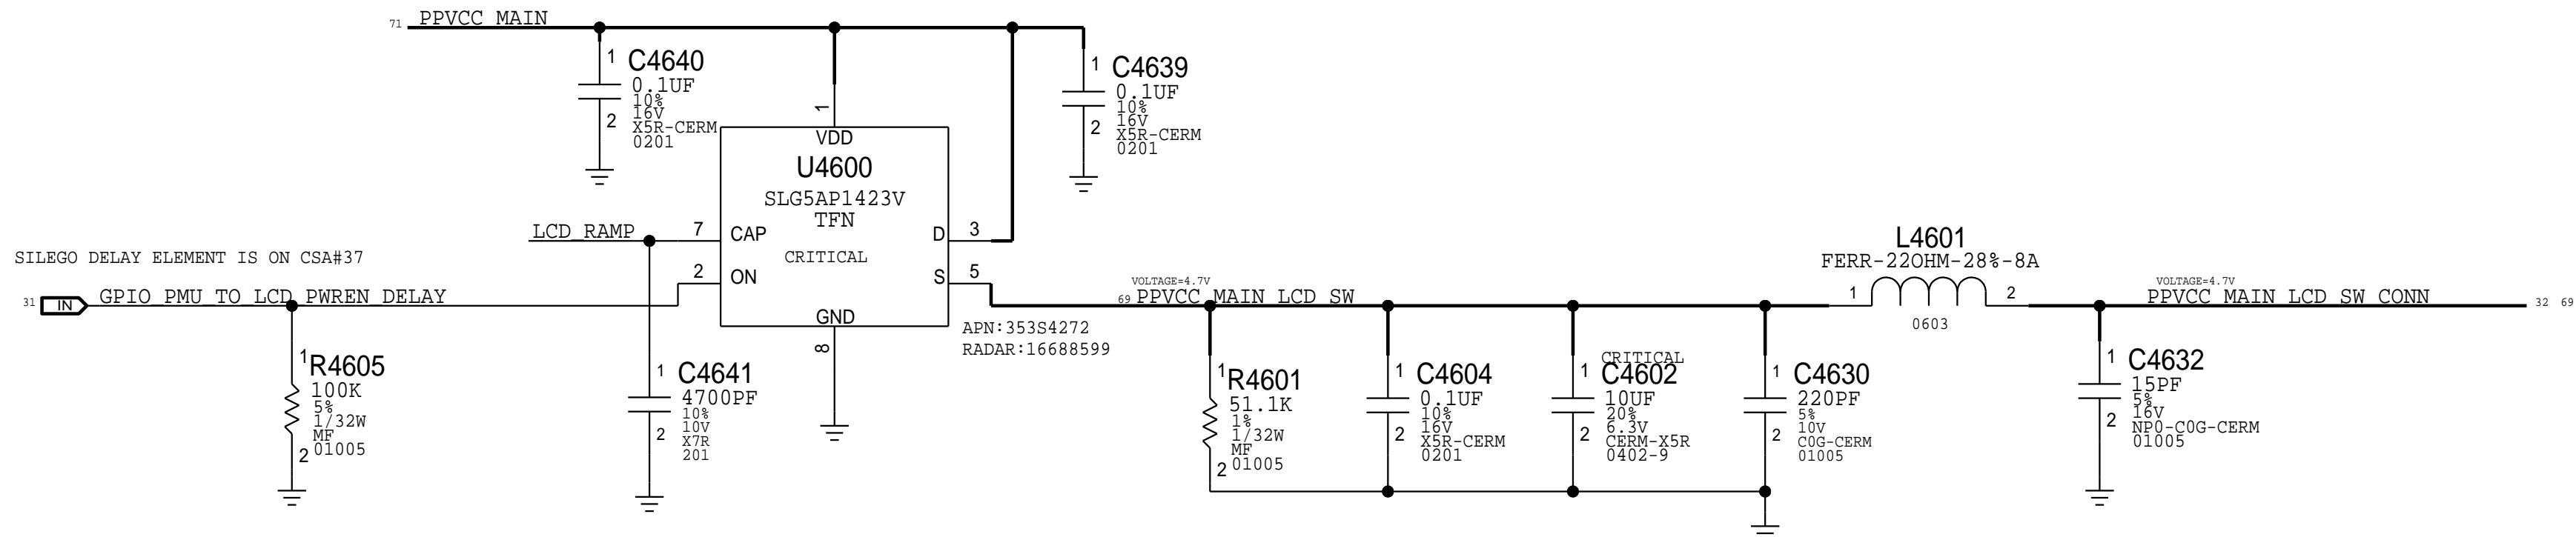 71 PPVCC_MAIN
1 C4640
0.1UF
10%
16V
2 X5R-CERM
0201
1 C4639
0.1UF
10%
16V
2 X5R-CERM
0201
1
VDD
U4600
SLG5AP1423V
TFN
CRITICAL
LCD_RAMP 7 CAP
D 3
2 ON
S 5
GND
8
APN:353S4272
RADAR:16688599
SILEGO DELAY ELEMENT IS ON CSA#37
31 IN GPIO_PMU_TO_LCD_PWREN_DELAY
1 R4605
100K
5%
1/32W
MF
2 01005
1 C4641
4700PF
10%
10V
2 X7R
201
VOLTAGE=4.7V
69 PPVCC_MAIN_LCD_SW
1 R4601
51.1K
1%
1/32W
MF
2 01005
1 C4604
0.1UF
10%
16V
2 X5R-CERM
0201
CRITICAL
1 C4602
10UF
20%
6.3V
2 CERM-X5R
0402-9
1 C4630
220PF
5%
10V
2 C0G-CERM
01005
L4601
FERR-22OHM-28%-8A
1 2
0603
VOLTAGE=4.7V
PPVCC_MAIN_LCD_SW_CONN 32 69
1 C4632
15PF
5%
16V
2 NP0-C0G-CERM
01005